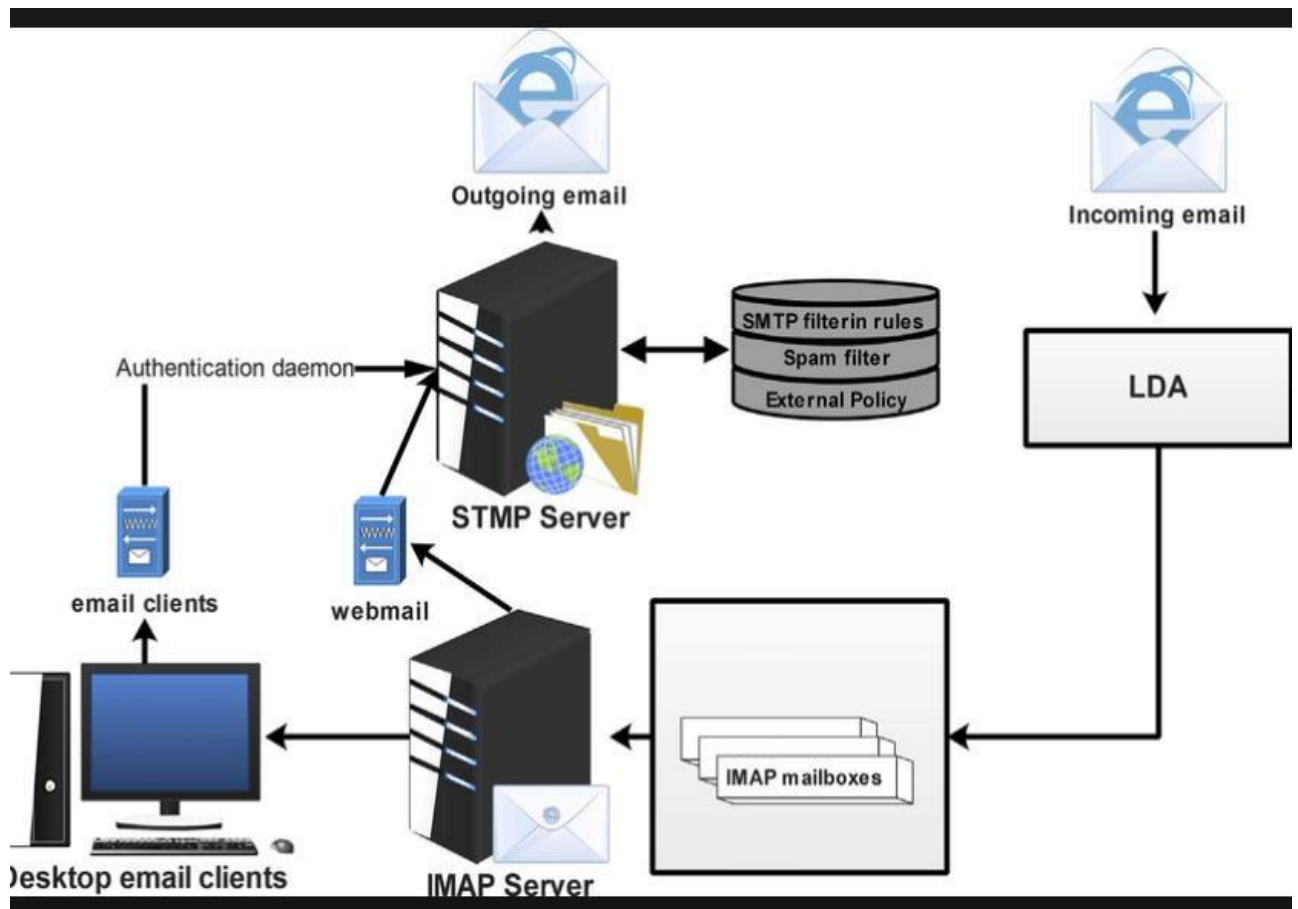 Outgoing email
Incoming email
SMTP filterin rules
Spam filter
External Policy
Authentication daemon
LDA
STMP Server
email clients
webmail
IMAP mailboxes
Desktop email clients
IMAP Server